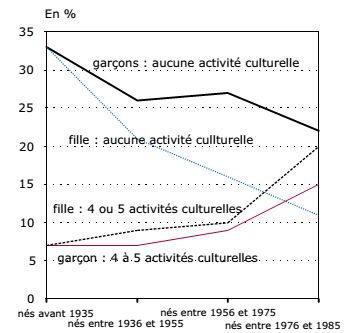 En %
35
garçons : aucune activité culturelle
30
25
fille : aucune activité cullturelle
20
15
fille : 4 ou 5 activités culturelles
10
garçon : 4 à 5 activités culturelles
5
0
nés avant 1935
nés entre 1936 et 1955
nés entre 1956 et 1975
nés entre 1976 et 1985